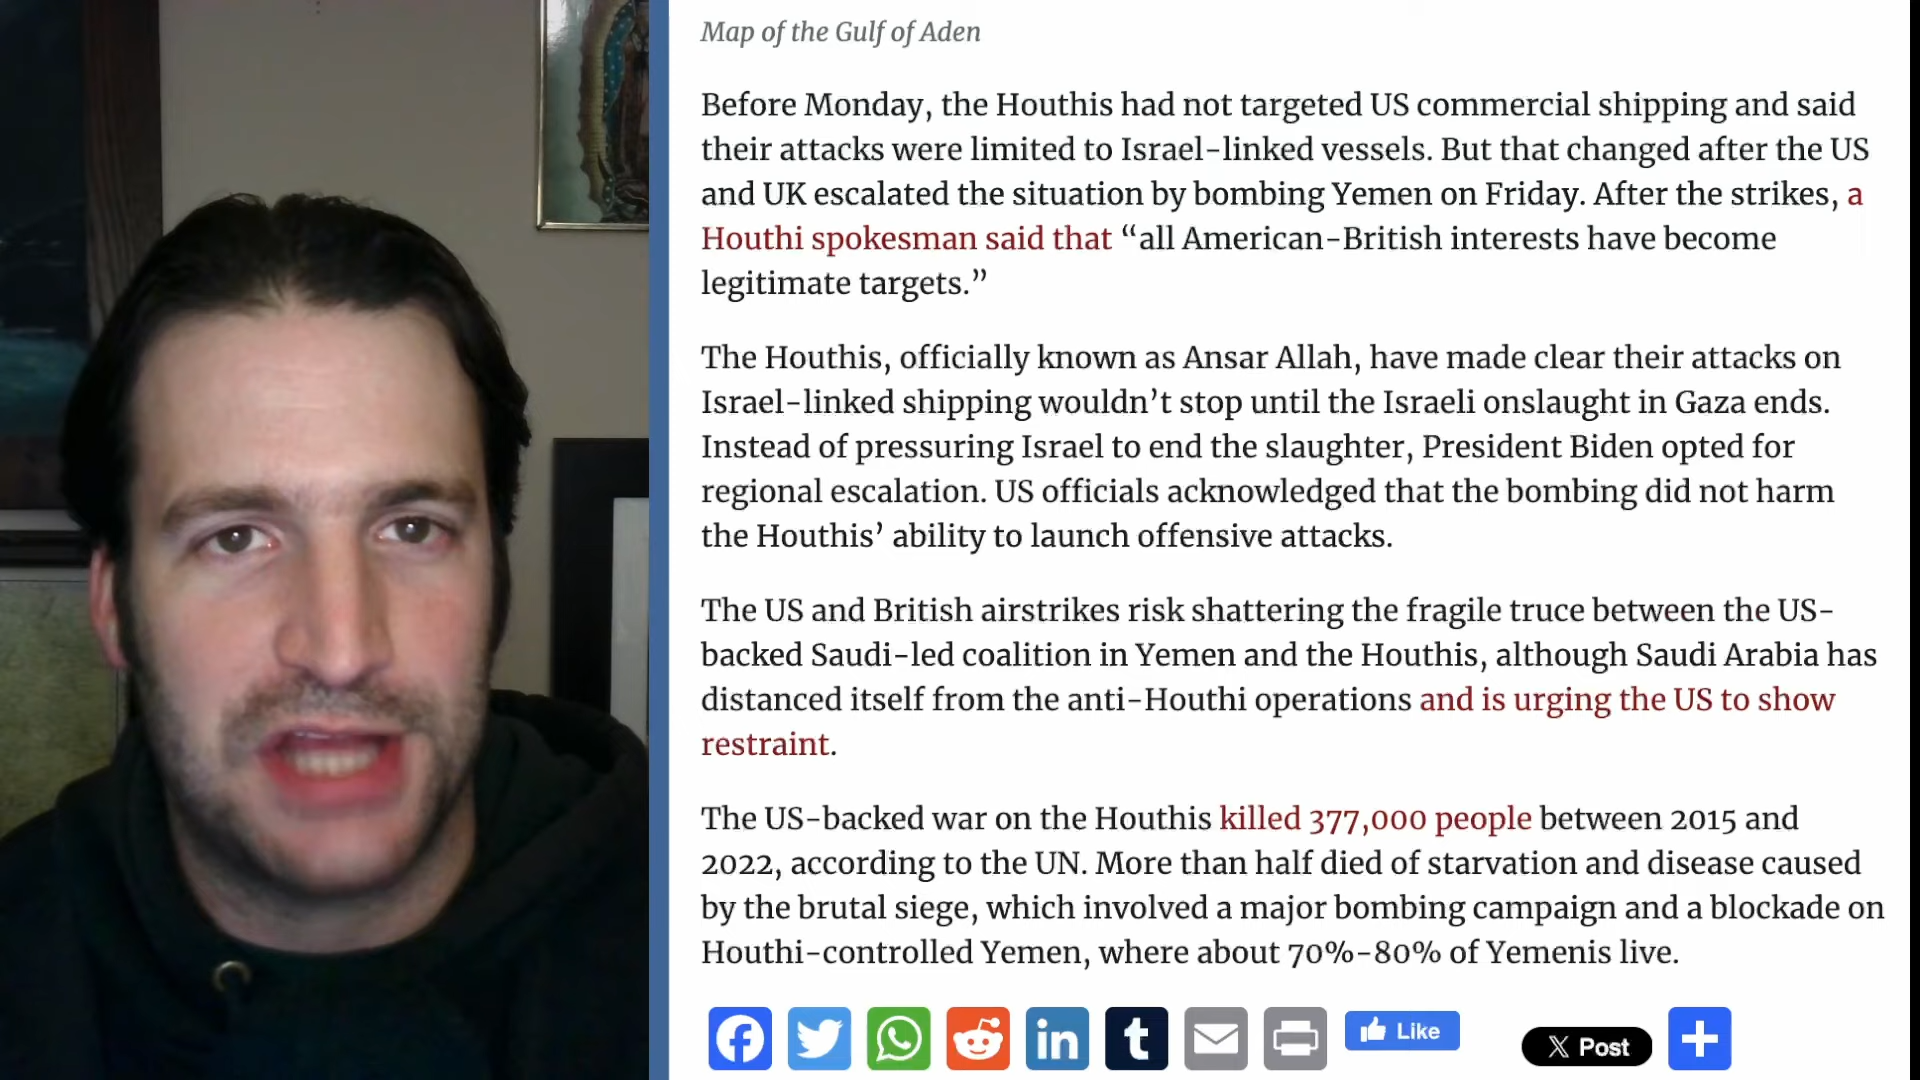 Map of the Gulf of Aden
Before Monday, the Houthis had not targeted US commercial shipping and said
their attacks were limited to Israel-linked vessels. But that changed after the US
and UK escalated the situation by bombing Yemen on Friday. After the strikes, a
Houthi spokesman said that “all American-British interests have become
legitimate targets.”
The Houthis, officially known as Ansar Allah, have made clear their attacks on
Israel-linked shipping wouldn’t stop until the Israeli onslaught in Gaza ends.
Instead of pressuring Israel to end the slaughter, President Biden opted for
regional escalation. US officials acknowledged that the bombing did not harm
the Houthis’ ability to launch offensive attacks.
The US and British airstrikes risk shattering the fragile truce between the US-
backed Saudi-led coalition in Yemen and the Houthis, although Saudi Arabia has
distanced itself from the anti-Houthi operations and is urging the US to show
restraint.
The US-backed war on the Houthis killed 377,000 people between 2015 and
2022, according to the UN. More than half died of starvation and disease caused
by the brutal siege, which involved a major bombing campaign and a blockade on
Houthi-controlled Yemen, where about 70%-80% of Yemenis live.
in
t
Like
X Post